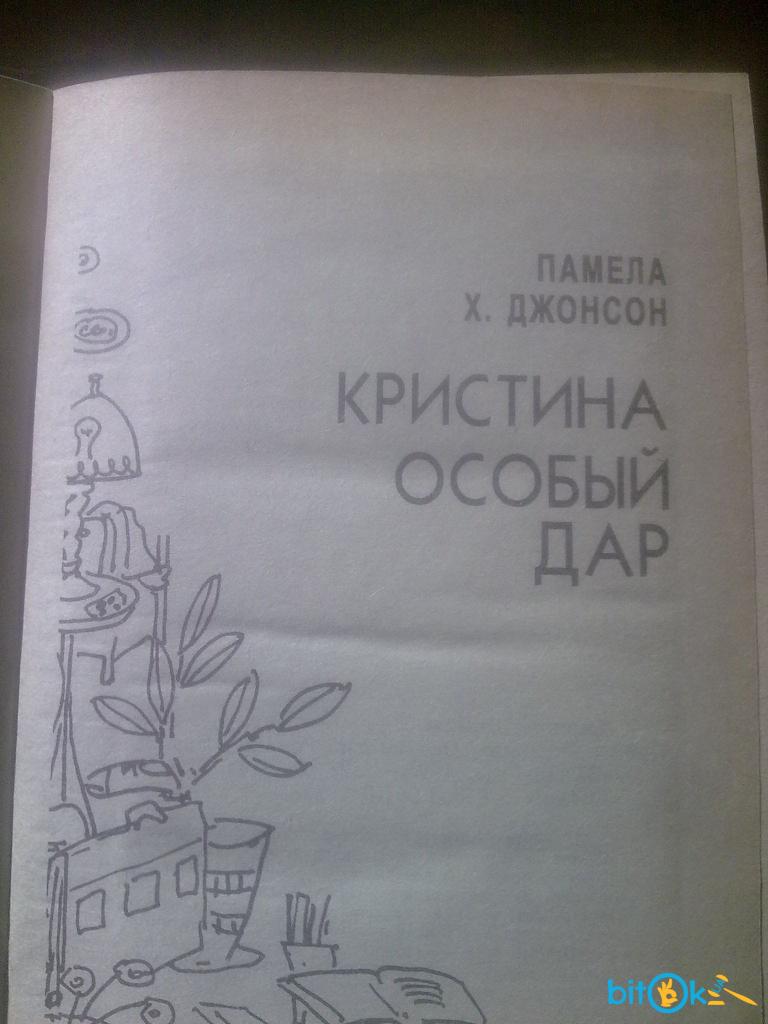 ПАМЕЛА
Х. ДЖОНСОН
КРИСТИНА
ОСОБЫЙ
ДАР
bitok